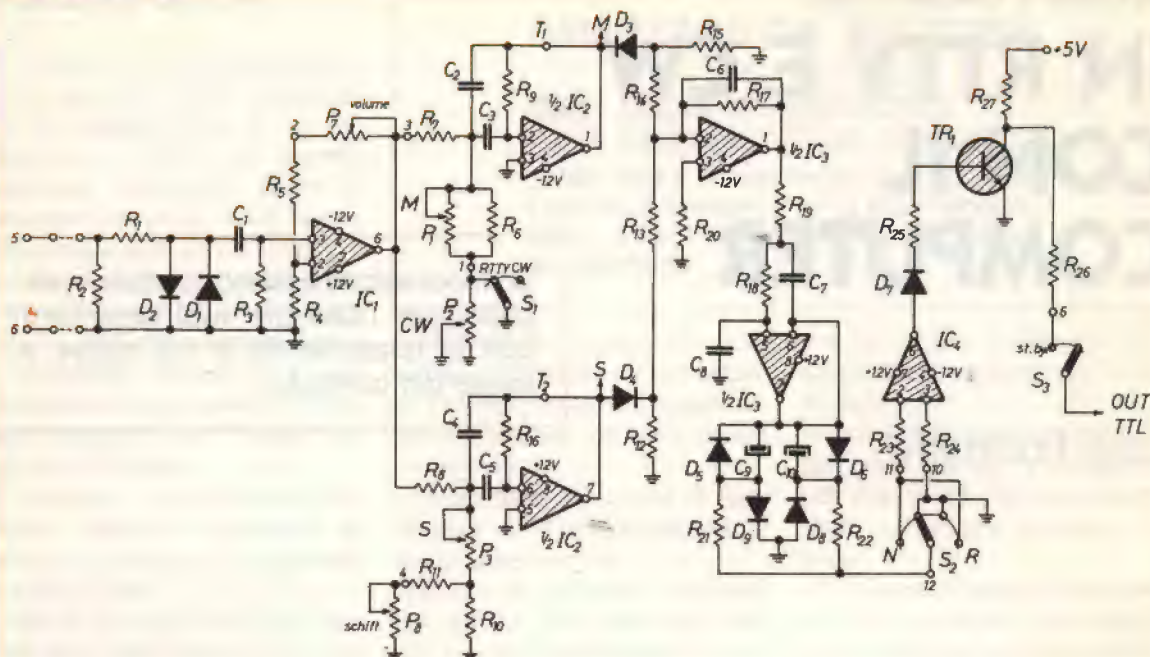 R1
R2
D2
D1
C1
R3
R4
R5
2
P7
volume
3
R7
-12V
+12V
IC1
5
6
C2
C3
R9
T1
M
½ IC2
-12V
M
P1
R6
1
RTTY
CW
S1
CW
P2
D3
R15
R14
C6
R17
½ IC3
-12V
R13
R20
R19
R18
C7
C8
+12V
½ IC3
C4
C5
R16
T2
S
D4
R12
R8
+12V
½ IC2
S
P3
R11
4
P8
schift
R10
D5
C9
C10
D6
D9
D8
R21
R22
12
N
S2
R
11
10
R23
R24
+12V
-12V
IC4
D7
R25
TR1
R27
+5V
R26
6
st.by
S3
OUT
TTL